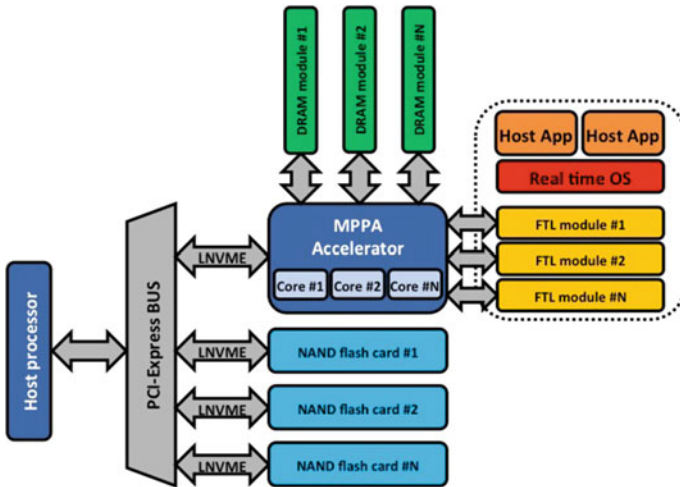 DRAM module #1
DRAM module #2
DRAM module #N
Host App
Host App
Real time OS
MPPA
Accelerator
Core #1
Core #2
Core #N
FTL module #1
FTL module #2
FTL module #N
Host processor
PCI-Express BUS
LNVME
LNVME
NAND flash card #1
LNVME
NAND flash card #2
LNVME
NAND flash card #N